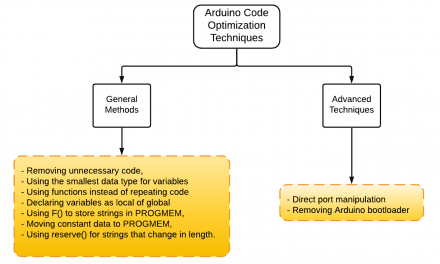 Arduino Code
Optimization
Techniques
General
Methods
Advanced
Techniques
- Removing unnecessary code,
- Using the smallest data type for variables
- Using functions instead of repeating code
- Declaring variables as local of global
- Using F() to store strings in PROGMEM,
- Moving constant data to PROGMEM,
- Using reserve() for strings that change in length.
- Direct port manipulation
- Removing Arduino bootloader